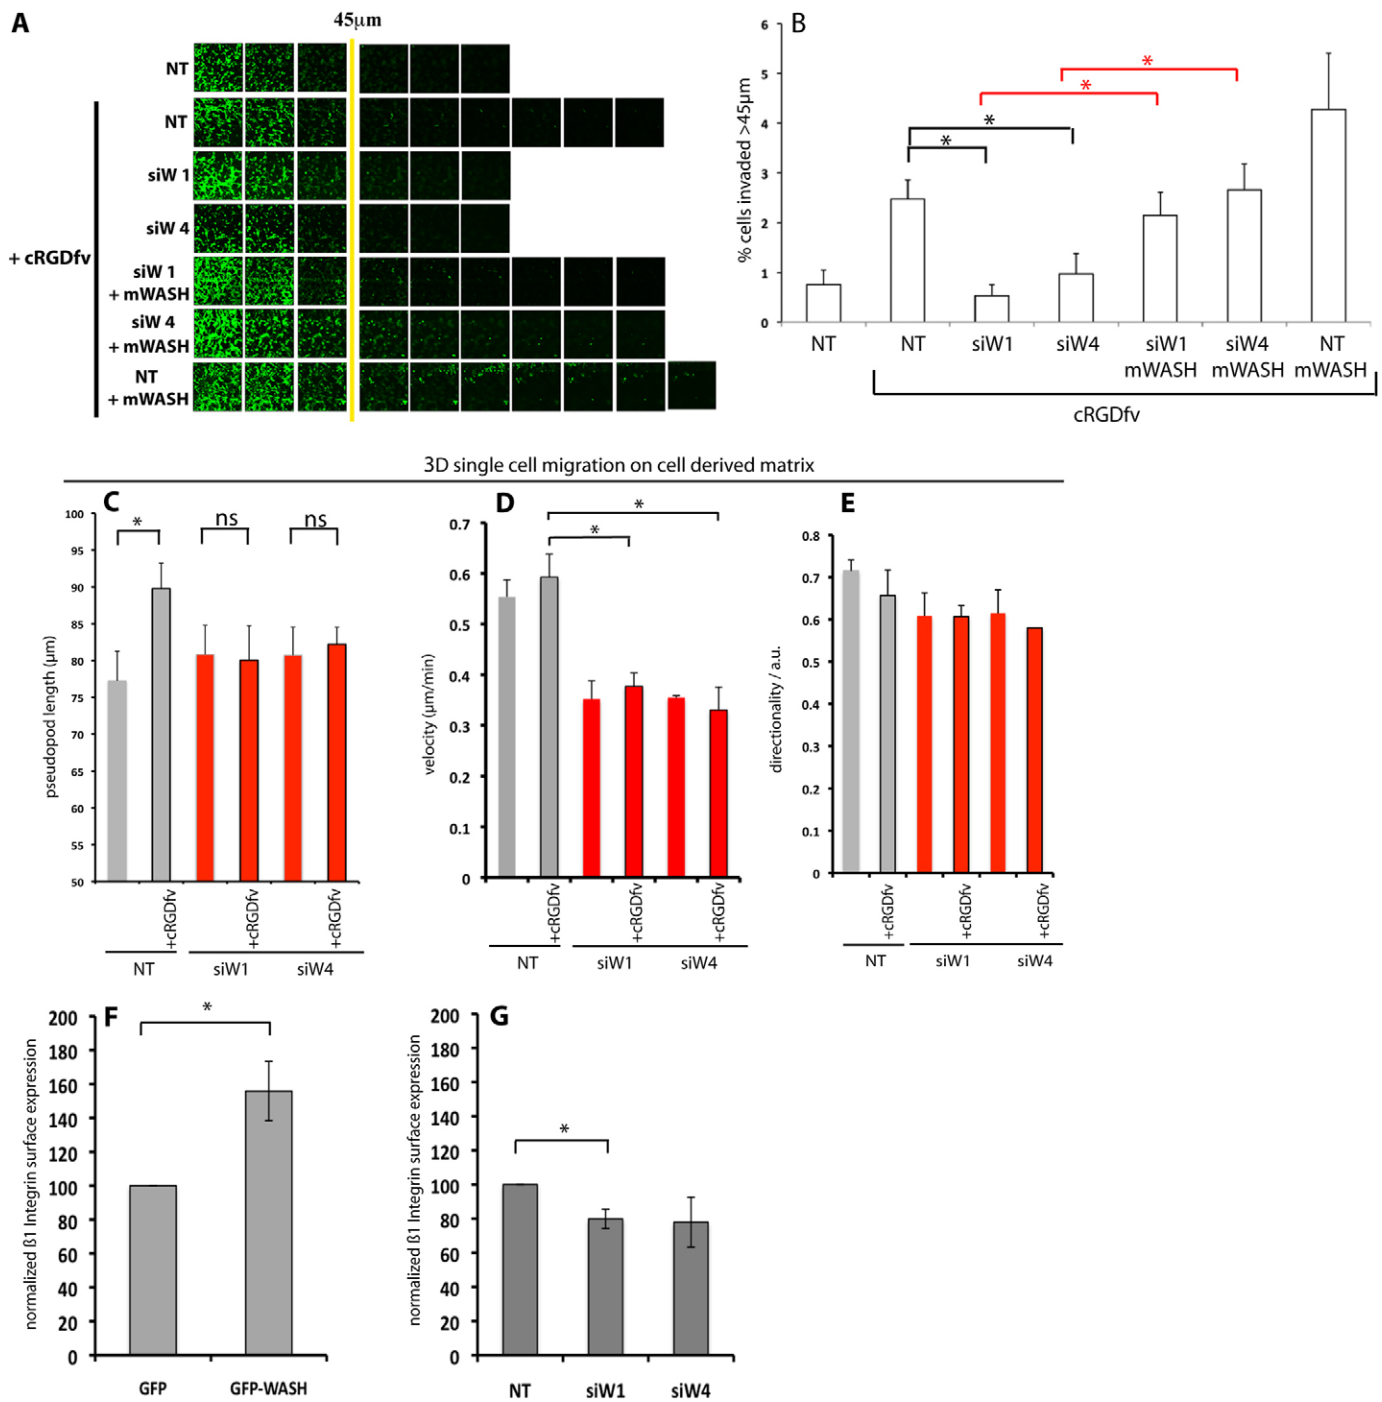 A
45µm
NT
NT
siW 1
siW 4
+ cRGDfv
siW 1
+ mWASH
siW 4
+ mWASH
NT
+ mWASH
B
% cells invaded >45µm
6
5
4
3
2
1
0
*
*
*
*
NT
NT
siW1
siW4
siW1
mWASH
siW4
mWASH
NT
mWASH
cRGDfv
3D single cell migration on cell derived matrix
C
pseudopod length (µm)
100
95
90
85
80
75
70
65
60
55
50
*
ns
ns
+cRGDfv
+cRGDfv
+cRGDfv
NT
siW1
siW4
D
velocity (µm/min)
0.7
0.6
0.5
0.4
0.3
0.2
0.1
0
*
*
+cRGDfv
+cRGDfv
+cRGDfv
NT
siW1
siW4
E
directionality / a.u.
0.8
0.7
0.6
0.5
0.4
0.3
0.2
0.1
0
+cRGDfv
+cRGDfv
+cRGDfv
NT
siW1
siW4
F
normalized ß1 Integrin surface expression
200
180
160
140
120
100
80
60
40
20
0
*
GFP
GFP-WASH
G
normalized ß1 Integrin surface expression
200
180
160
140
120
100
80
60
40
20
0
*
NT
siW1
siW4